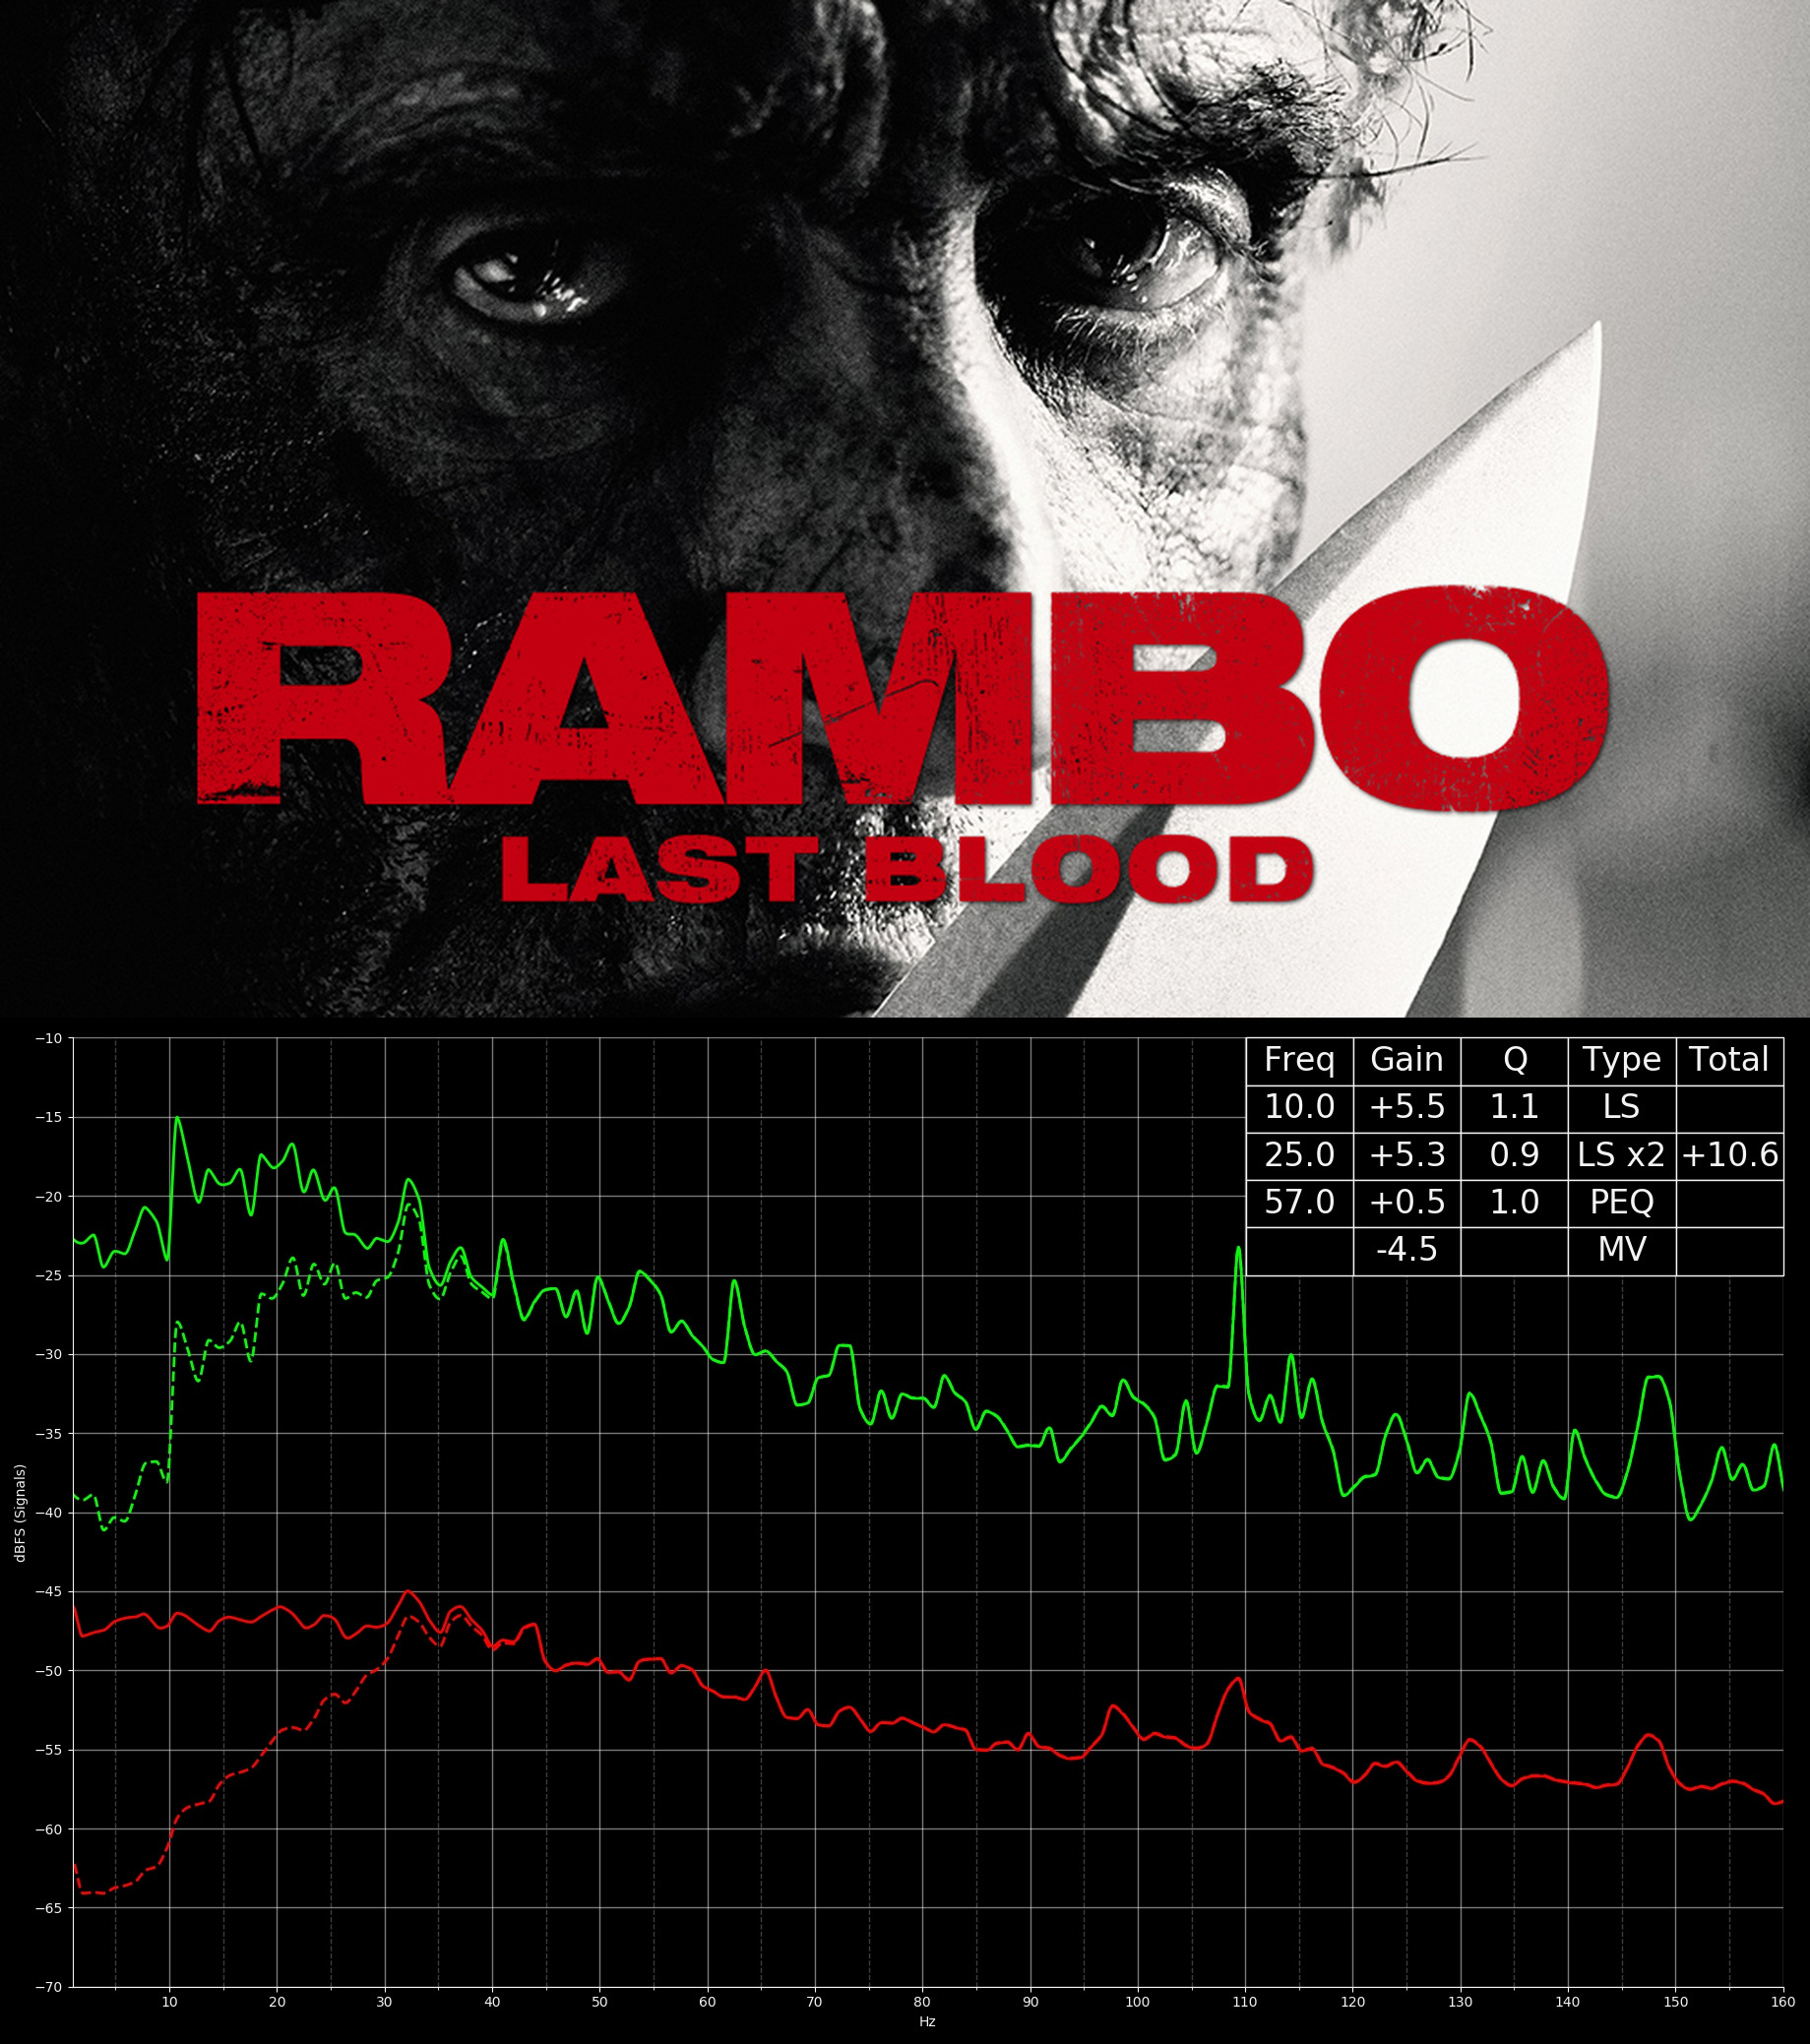 RAMBO
LAST BLOOD
Freq Gain Q Type Total
10.0 +5.5 1.1 LS
25.0 +5.3 0.9 LS x2 +10.6
57.0 +0.5 1.0 PEQ
-4.5 MV
−10
−15
−20
−25
−30
−35
−40
−45
−50
−55
−60
−65
−70
dBFS (Signals)
10 20 30 40 50 60 70 80 90 100 110 120 130 140 150 160
Hz